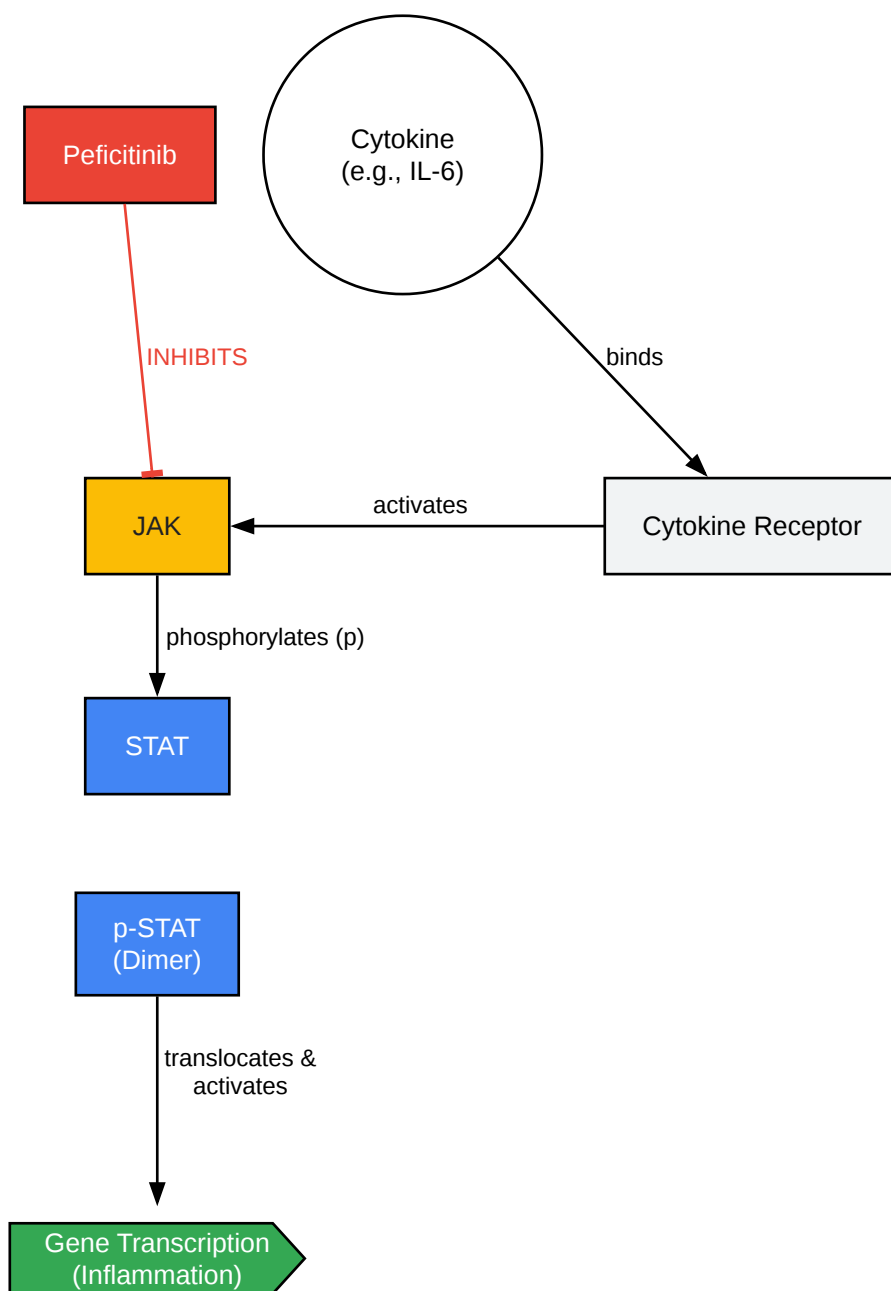 Peficitinib
Cytokine
(e.g., IL-6)
INHIBITS
binds
JAK
activates
Cytokine Receptor
phosphorylates (p)
STAT
p-STAT
(Dimer)
translocates &
activates
Gene Transcription
(Inflammation)